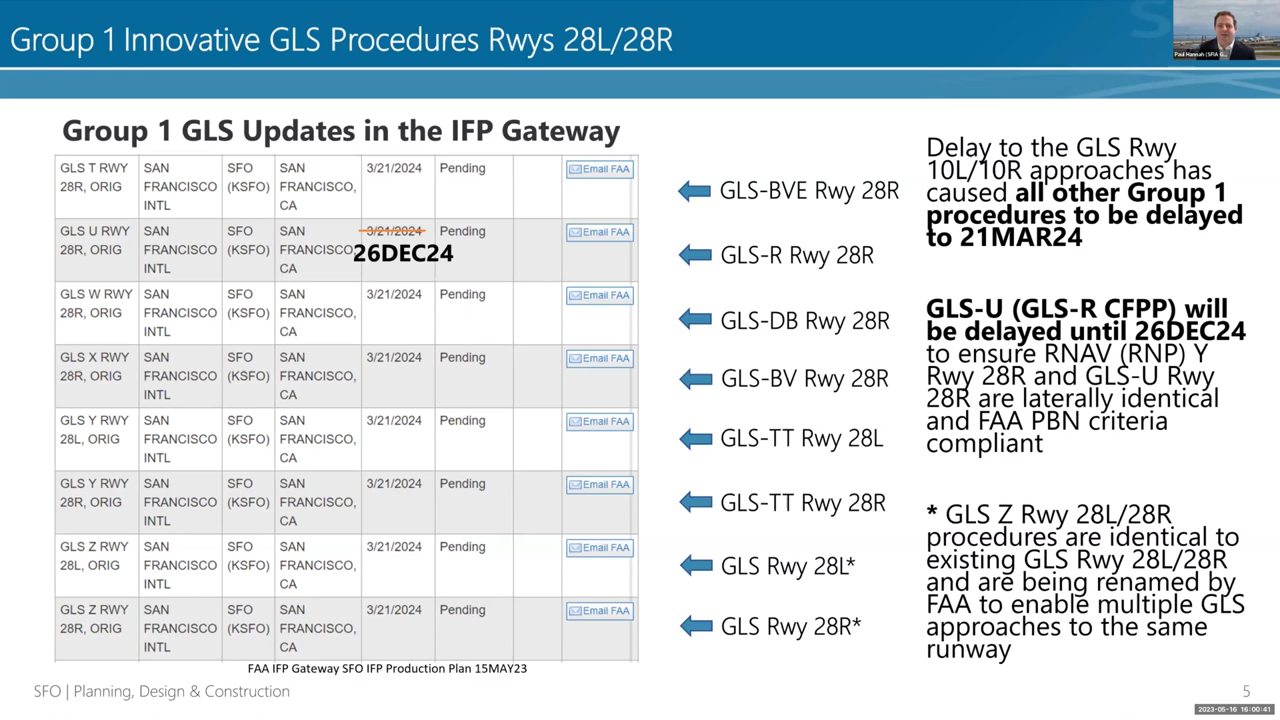 Group 1 Innovative GLS Procedures Rwys 28L/28R
Paul Hannah |SFIA G...
Group 1 GLS Updates in the IFP Gateway
GLS T RWY 28R, ORIG SAN FRANCISCO INTL SFO (KSFO) SAN FRANCISCO, CA 3/21/2024 Pending Email FAA
GLS U RWY 28R, ORIG SAN FRANCISCO INTL SFO (KSFO) SAN FRANCISCO, CA 3/21/2024 26DEC24 Pending Email FAA
GLS W RWY 28R, ORIG SAN FRANCISCO INTL SFO (KSFO) SAN FRANCISCO, CA 3/21/2024 Pending Email FAA
GLS X RWY 28R, ORIG SAN FRANCISCO INTL SFO (KSFO) SAN FRANCISCO, CA 3/21/2024 Pending Email FAA
GLS Y RWY 28L, ORIG SAN FRANCISCO INTL SFO (KSFO) SAN FRANCISCO, CA 3/21/2024 Pending Email FAA
GLS Y RWY 28R, ORIG SAN FRANCISCO INTL SFO (KSFO) SAN FRANCISCO, CA 3/21/2024 Pending Email FAA
GLS Z RWY 28L, ORIG SAN FRANCISCO INTL SFO (KSFO) SAN FRANCISCO, CA 3/21/2024 Pending Email FAA
GLS Z RWY 28R, ORIG SAN FRANCISCO INTL SFO (KSFO) SAN FRANCISCO, CA 3/21/2024 Pending Email FAA
FAA IFP Gateway SFO IFP Production Plan 15MAY23
GLS-BVE Rwy 28R
GLS-R Rwy 28R
GLS-DB Rwy 28R
GLS-BV Rwy 28R
GLS-TT Rwy 28L
GLS-TT Rwy 28R
GLS Rwy 28L*
GLS Rwy 28R*
Delay to the GLS Rwy
10L/10R approaches has
caused all other Group 1
procedures to be delayed
to 21MAR24
GLS-U (GLS-R CFPP) will
be delayed until 26DEC24
to ensure RNAV (RNP) Y
Rwy 28R and GLS-U Rwy
28R are laterally identical
and FAA PBN criteria
compliant
* GLS Z Rwy 28L/28R
procedures are identical to
existing GLS Rwy 28L/28R
and are being renamed by
FAA to enable multiple GLS
approaches to the same
runway
SFO | Planning, Design & Construction
5
2023-05-16 16:00:41